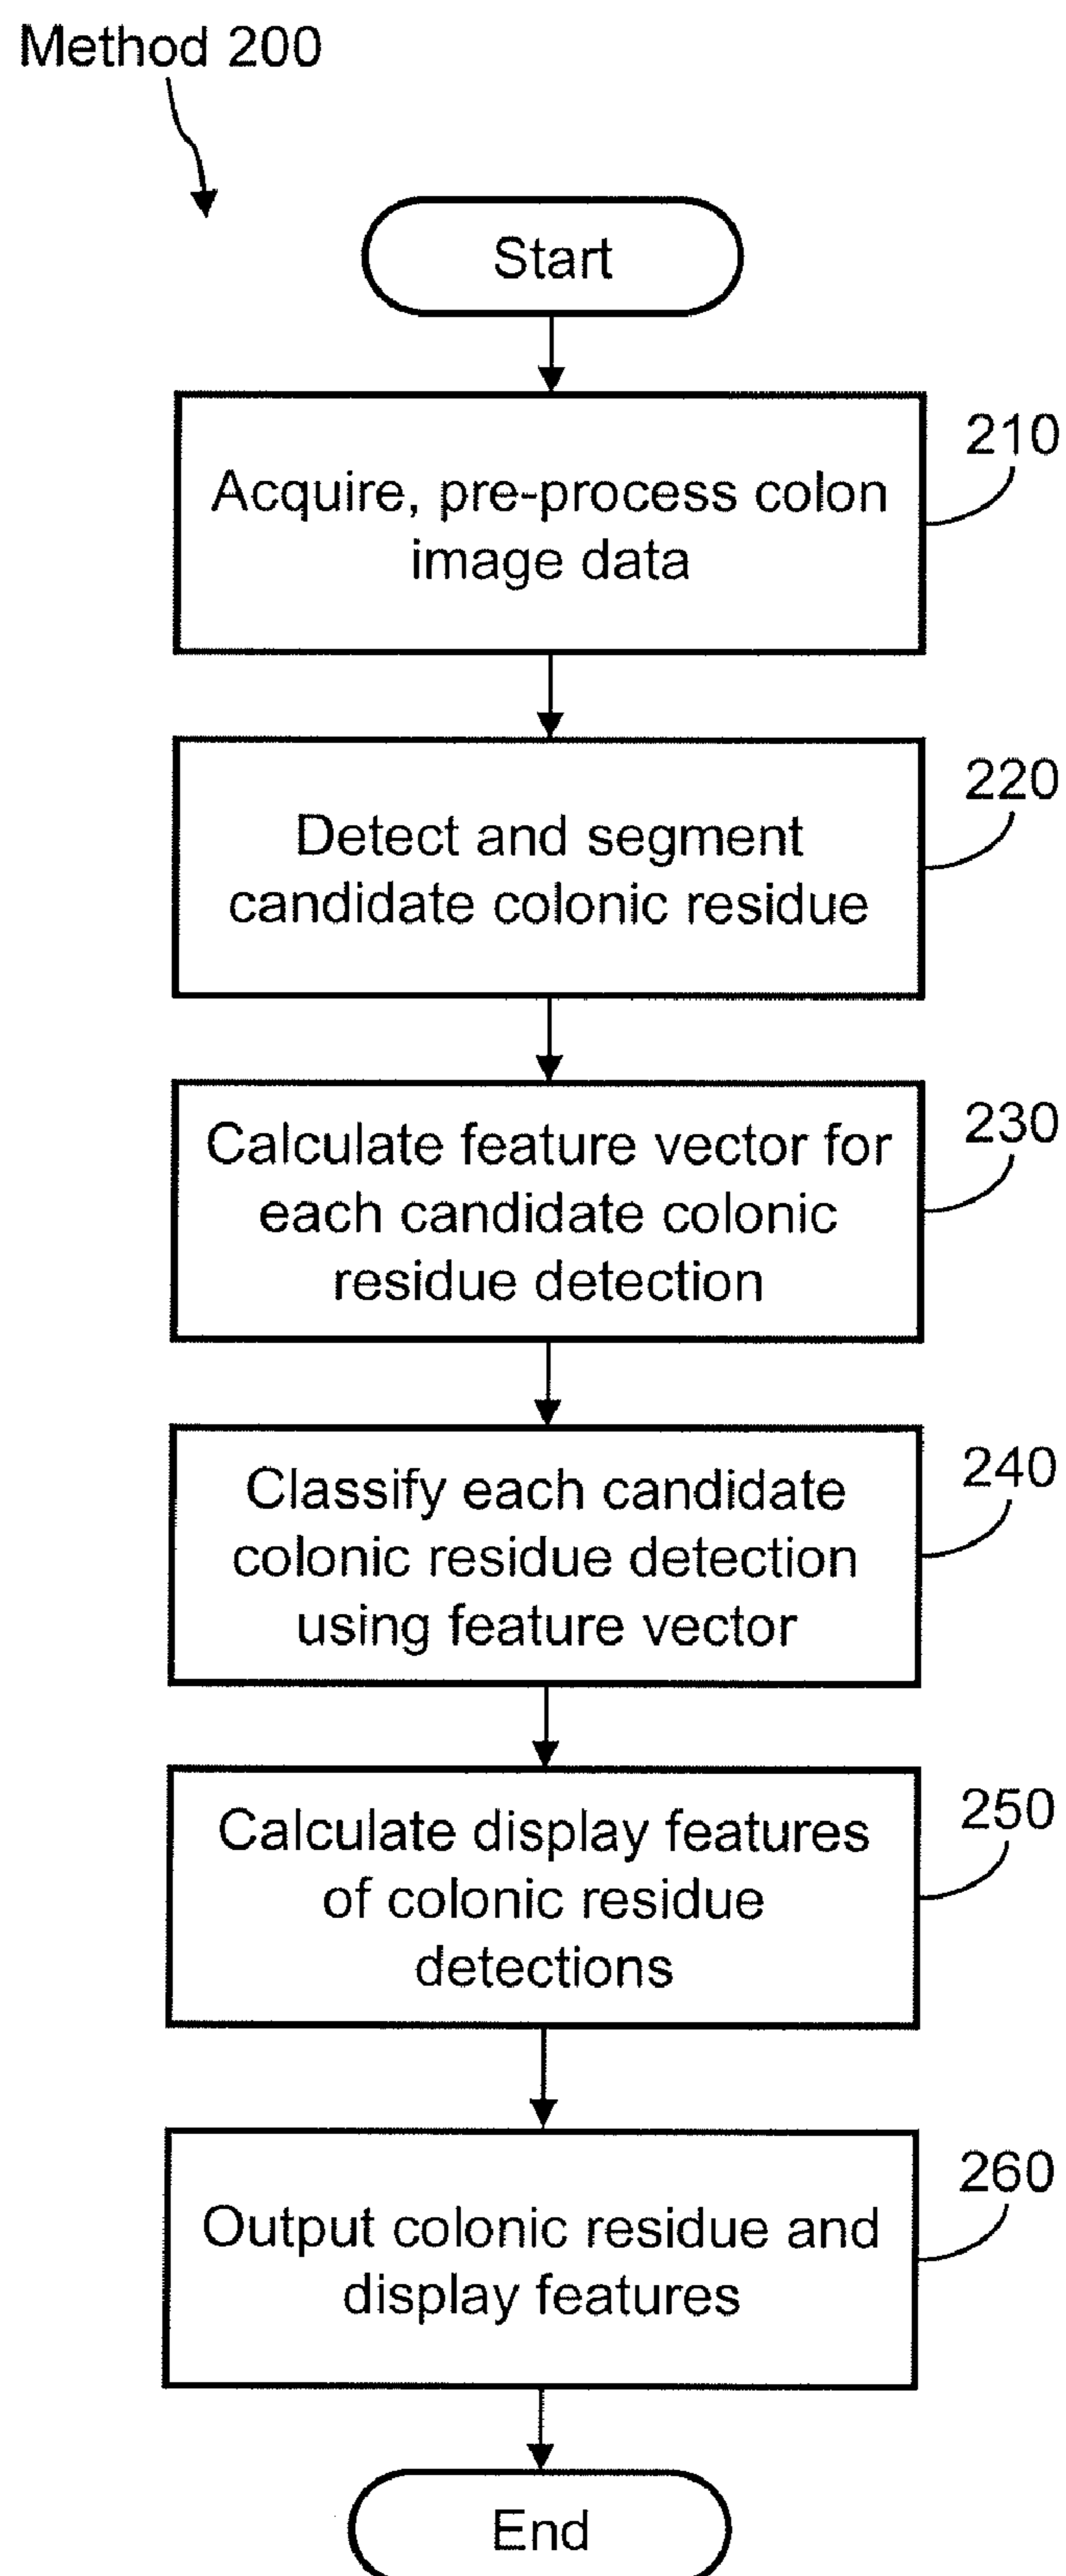 Method 200
Start
Acquire, pre-process colon
image data
210
Detect and segment
candidate colonic residue
220
Calculate feature vector for
each candidate colonic
residue detection
230
Classify each candidate
colonic residue detection
using feature vector
240
Calculate display features
of colonic residue
detections
250
Output colonic residue and
display features
260
End